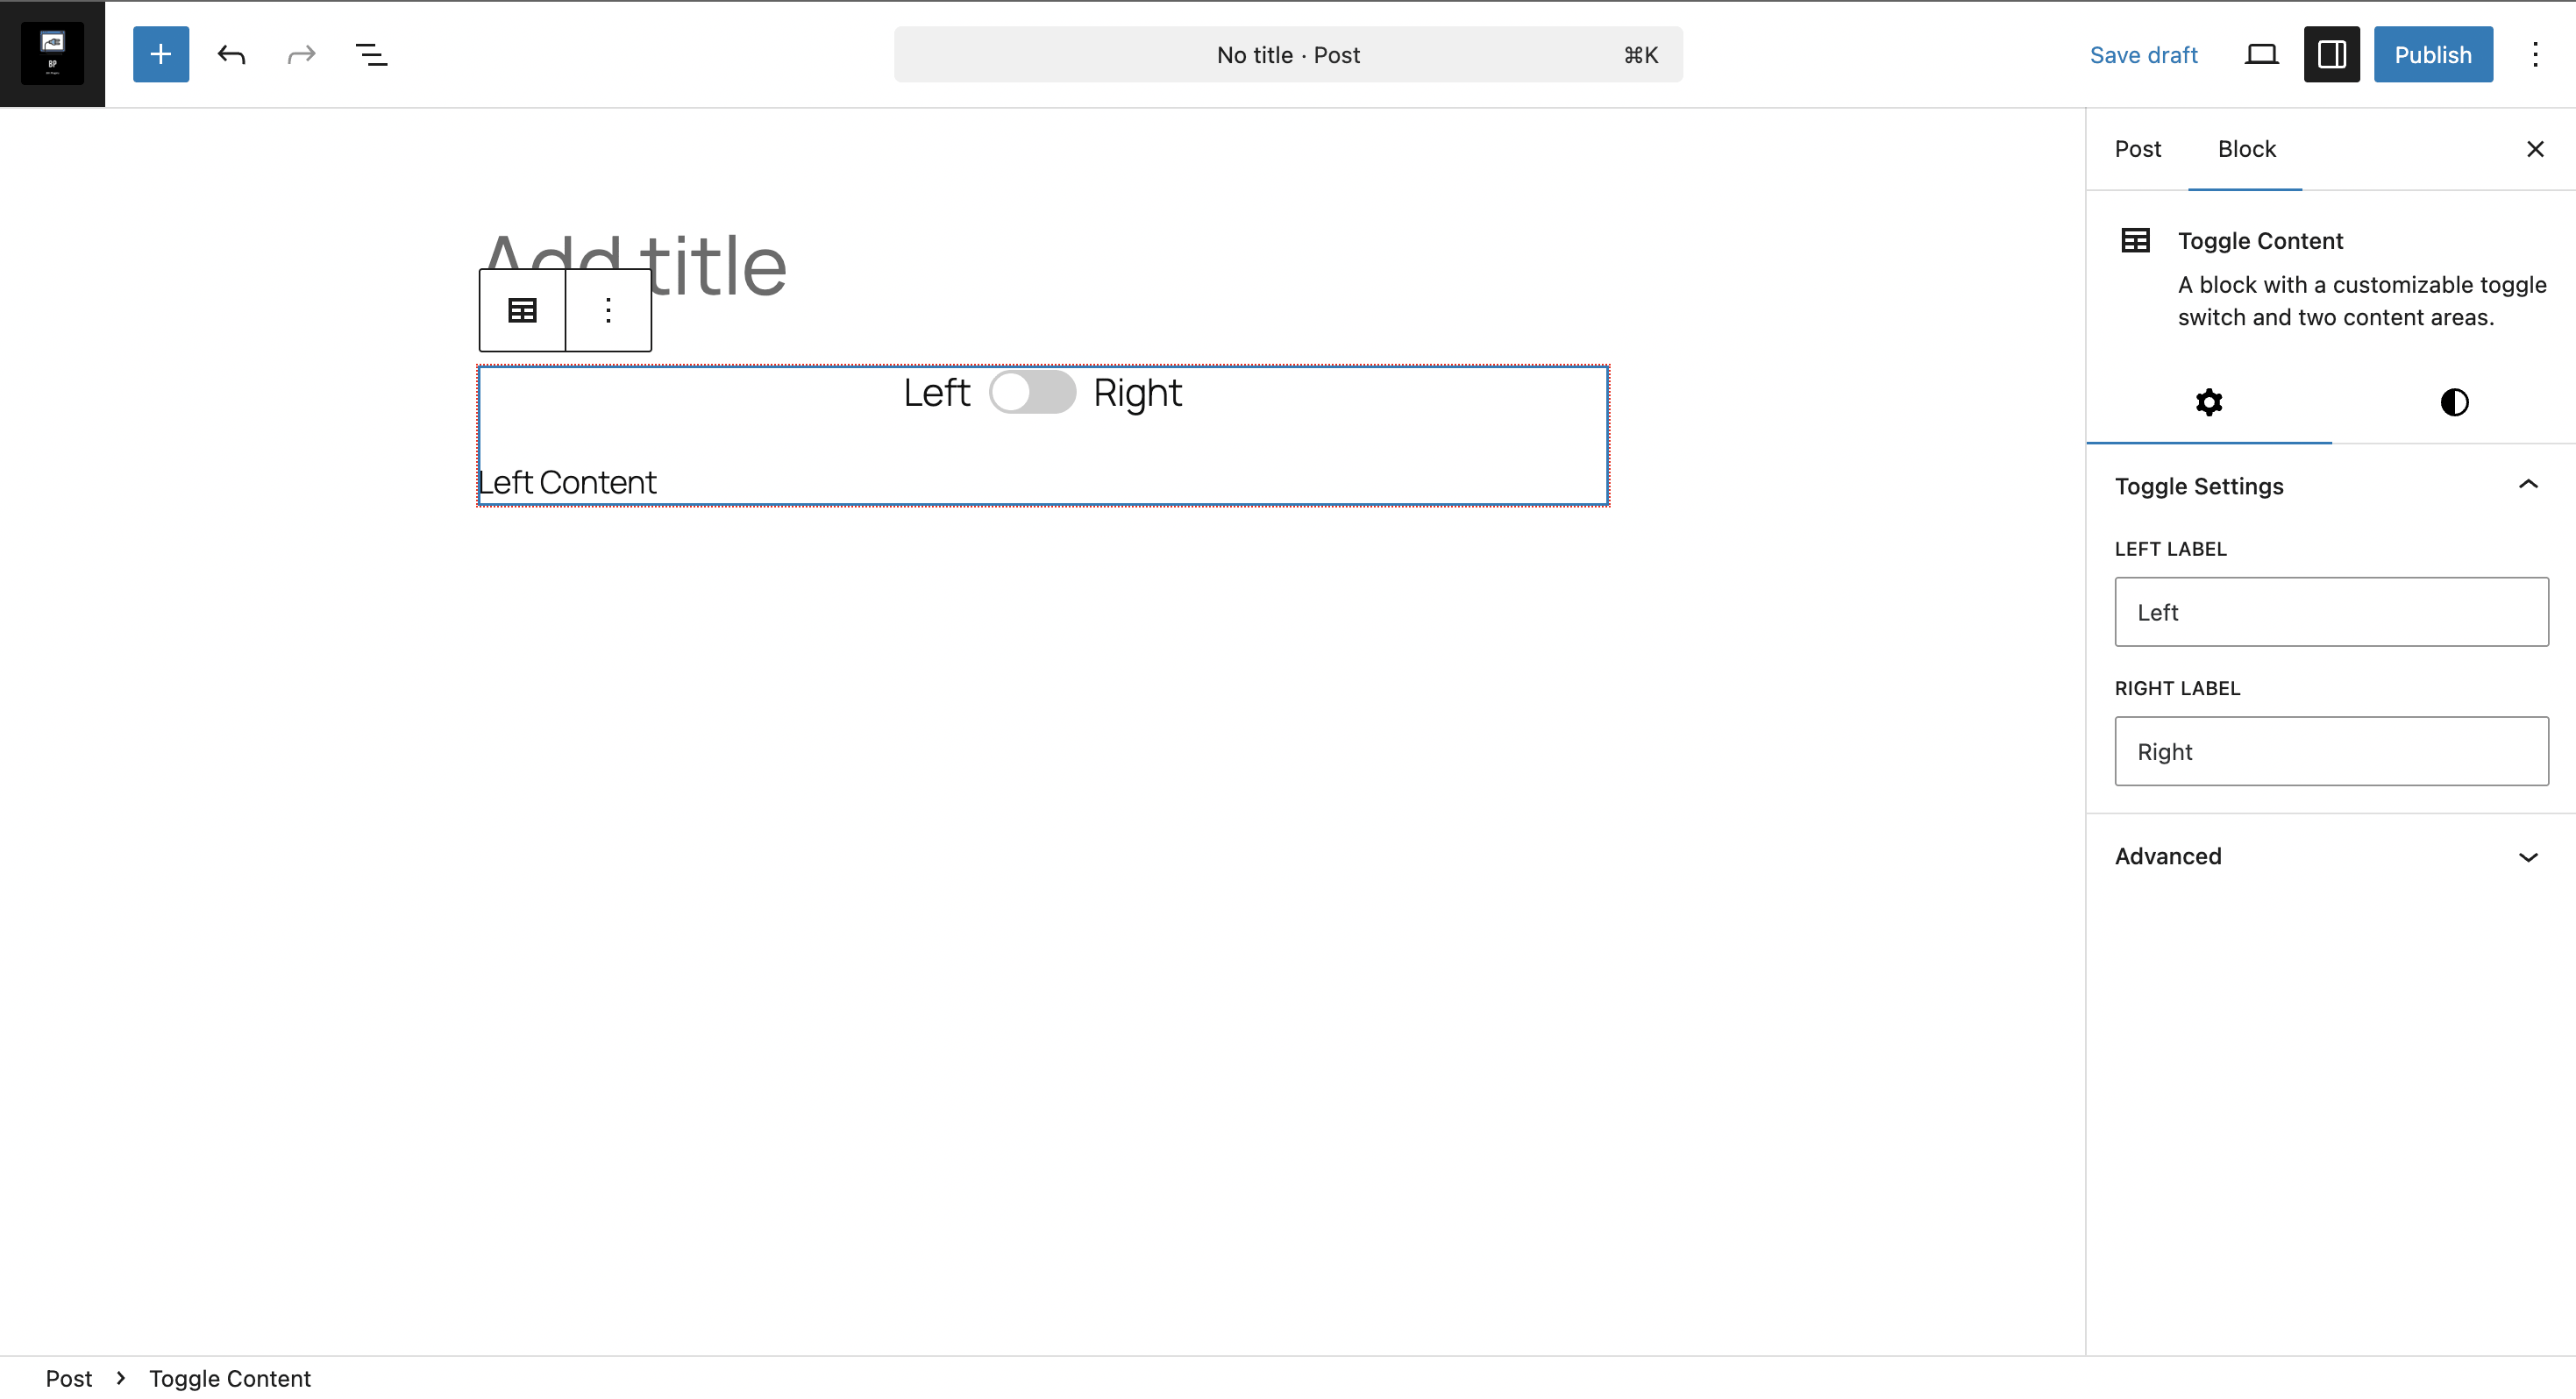 BP
No title · Post
⌘K
Save draft
Publish
Post
Block
Add title
Toggle Content
A block with a customizable toggle
switch and two content areas.
Left
Right
Left Content
Toggle Settings
LEFT LABEL
Left
RIGHT LABEL
Right
Advanced
Post
Toggle Content